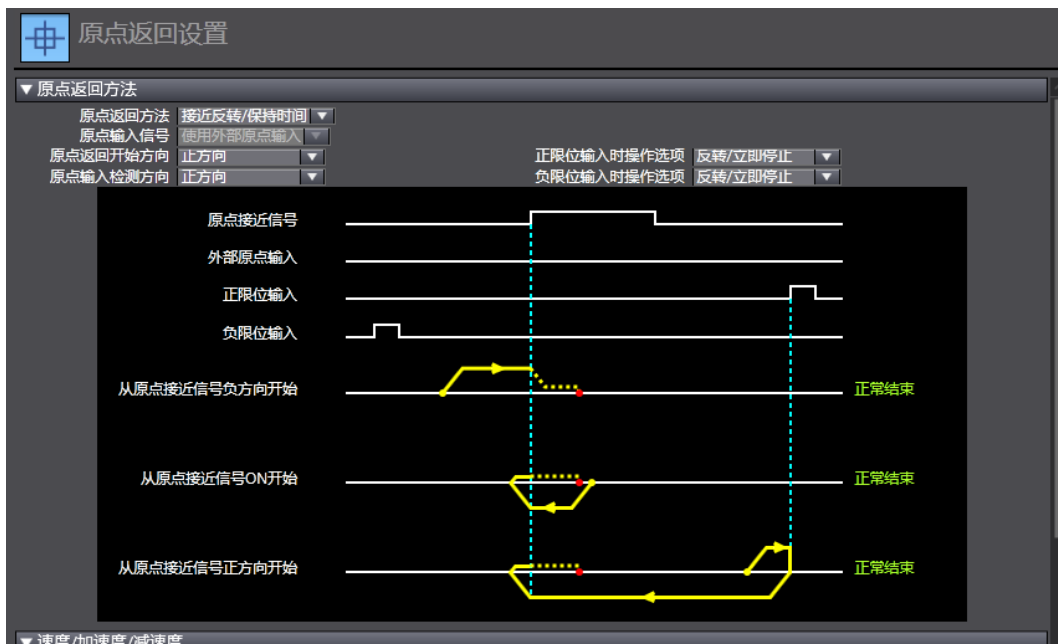 原点返回设置
▼原点返回方法
原点返回方法 接近反转/保持时间
原点输入信号 使用外部原点输入
原点返回开始方向 正方向 正限位输入时操作选项 反转/立即停止
原点输入检测方向 正方向 负限位输入时操作选项 反转/立即停止
原点接近信号
外部原点输入
正限位输入
负限位输入
从原点接近信号负方向开始 正常结束
从原点接近信号ON开始 正常结束
从原点接近信号正方向开始 正常结束
▼速度/加速度/减速度